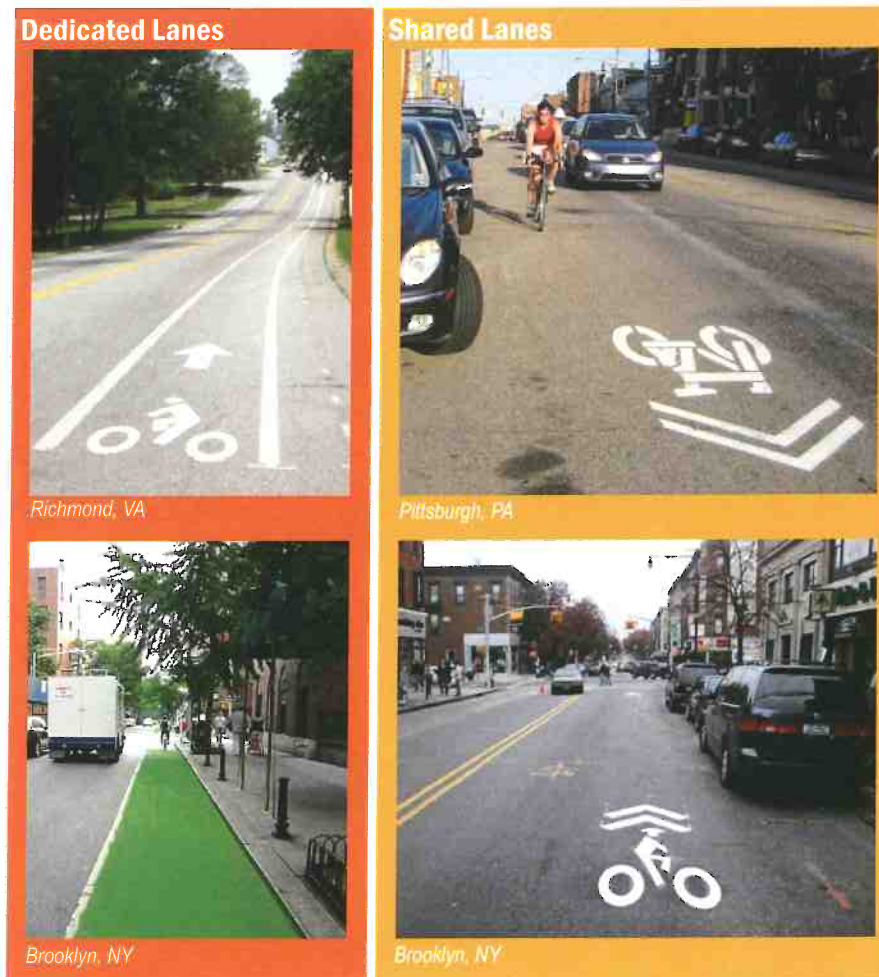 Dedicated Lanes
Shared Lanes
Richmond, VA
Pittsburgh, PA
Brooklyn, NY
Brooklyn, NY